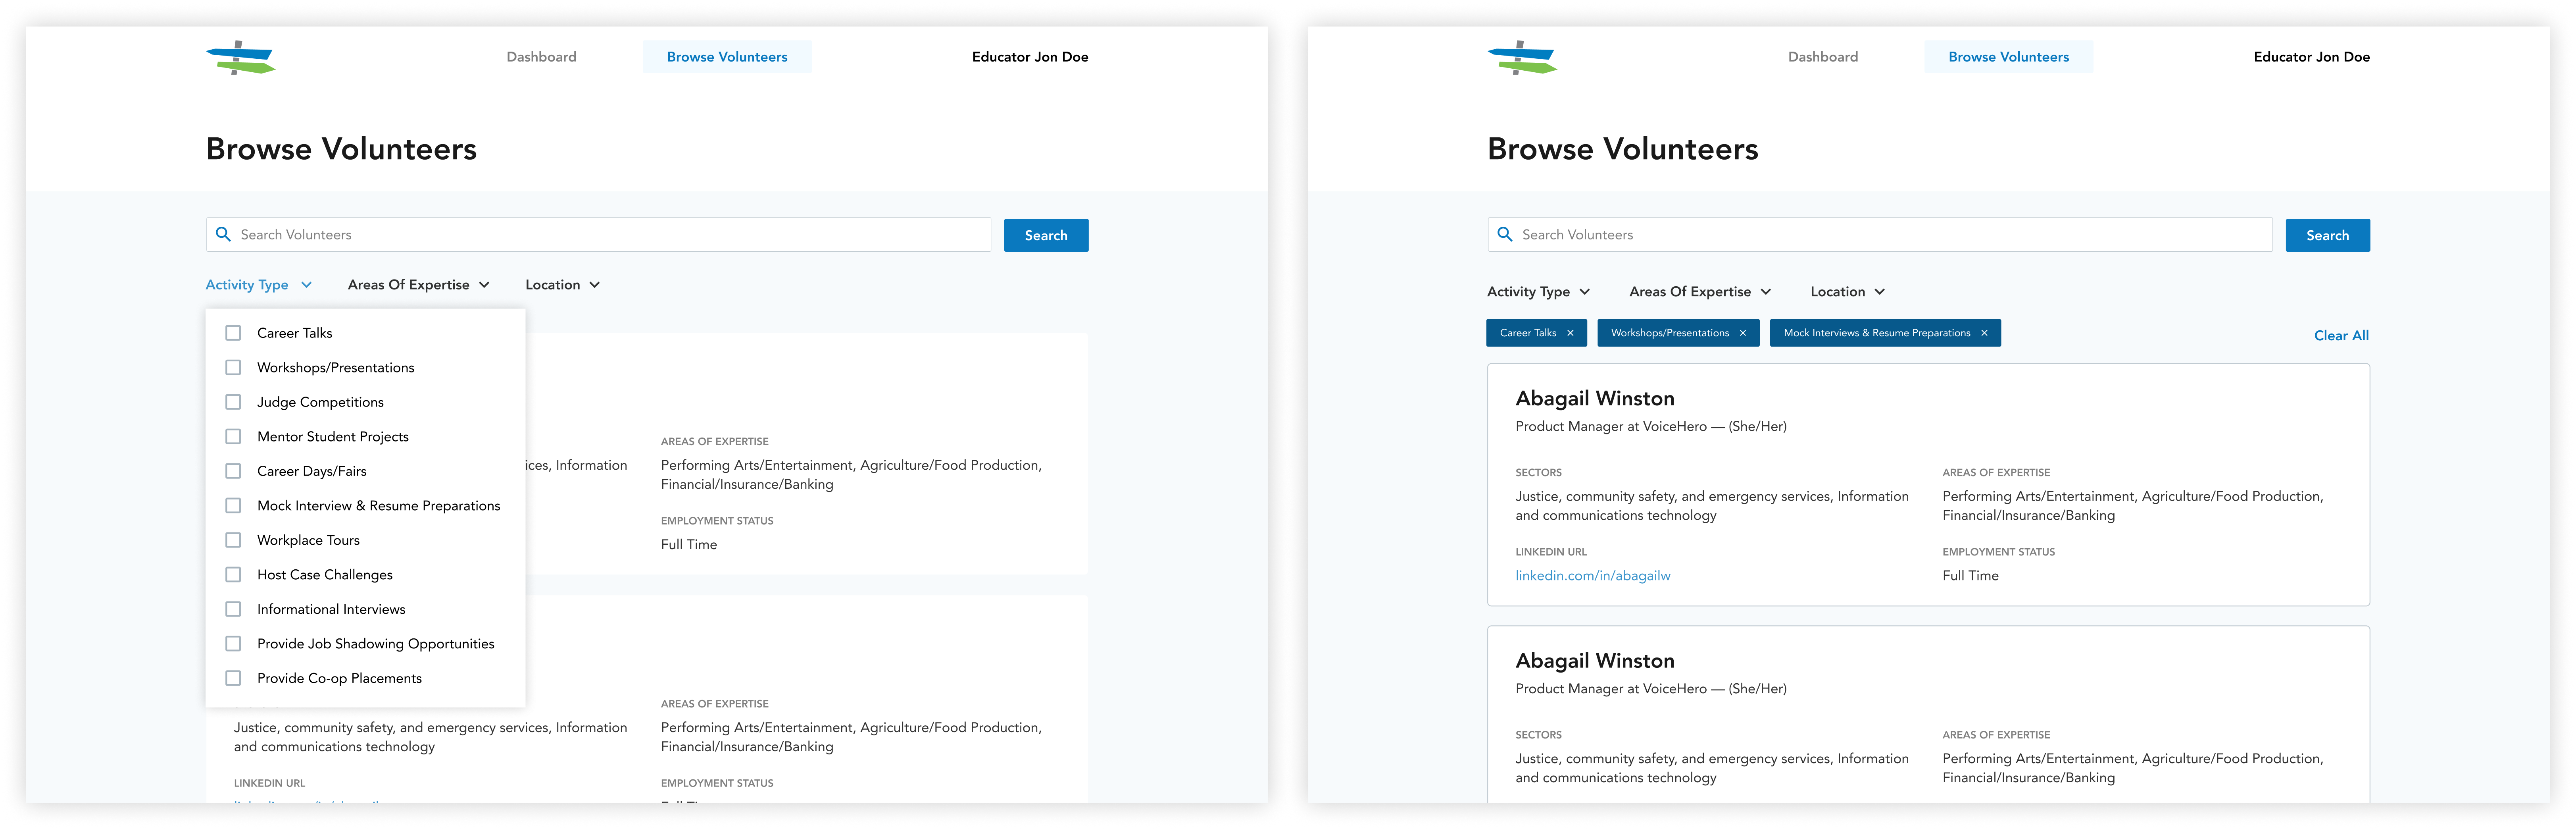 Dashboard
Browse Volunteers
Educator Jon Doe
Browse Volunteers
Search Volunteers
Search
Activity Type
Areas Of Expertise
Location
Career Talks
Workshops/Presentations
Judge Competitions
Mentor Student Projects
Career Days/Fairs
Mock Interview & Resume Preparations
Workplace Tours
Host Case Challenges
Informational Interviews
Provide Job Shadowing Opportunities
Provide Co-op Placements
ices, Information
AREAS OF EXPERTISE
Performing Arts/Entertainment, Agriculture/Food Production,
Financial/Insurance/Banking
EMPLOYMENT STATUS
Full Time
Justice, community safety, and emergency services, Information
and communications technology
LINKEDIN URL
AREAS OF EXPERTISE
Performing Arts/Entertainment, Agriculture/Food Production,
Financial/Insurance/Banking
EMPLOYMENT STATUS
Dashboard
Browse Volunteers
Educator Jon Doe
Browse Volunteers
Search Volunteers
Search
Activity Type
Areas Of Expertise
Location
Career Talks ×
Workshops/Presentations ×
Mock Interviews & Resume Preparations ×
Clear All
Abagail Winston
Product Manager at VoiceHero — (She/Her)
SECTORS
Justice, community safety, and emergency services, Information
and communications technology
AREAS OF EXPERTISE
Performing Arts/Entertainment, Agriculture/Food Production,
Financial/Insurance/Banking
LINKEDIN URL
linkedin.com/in/abagailw
EMPLOYMENT STATUS
Full Time
Abagail Winston
Product Manager at VoiceHero — (She/Her)
SECTORS
Justice, community safety, and emergency services, Information
and communications technology
AREAS OF EXPERTISE
Performing Arts/Entertainment, Agriculture/Food Production,
Financial/Insurance/Banking